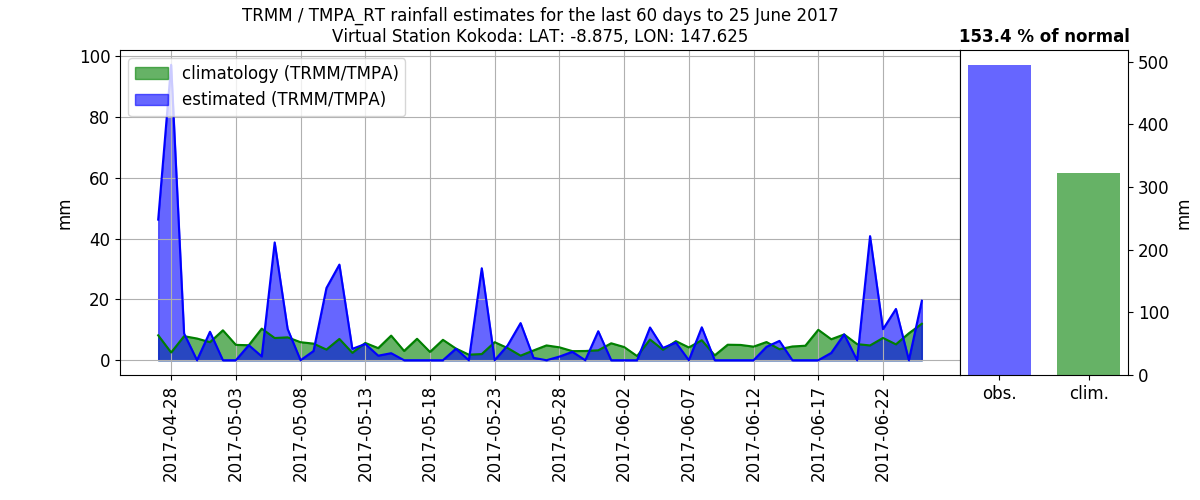 TRMM / TMPA_RT rainfall estimates for the last 60 days to 25 June 2017
Virtual Station Kokoda: LAT: -8.875, LON: 147.625
153.4 % of normal
climatology (TRMM/TMPA)
estimated (TRMM/TMPA)
100
80
60
40
20
0
mm
2017-04-28
2017-05-03
2017-05-08
2017-05-13
2017-05-18
2017-05-23
2017-05-28
2017-06-02
2017-06-07
2017-06-12
2017-06-17
2017-06-22
500
400
300
200
100
0
mm
obs.
clim.